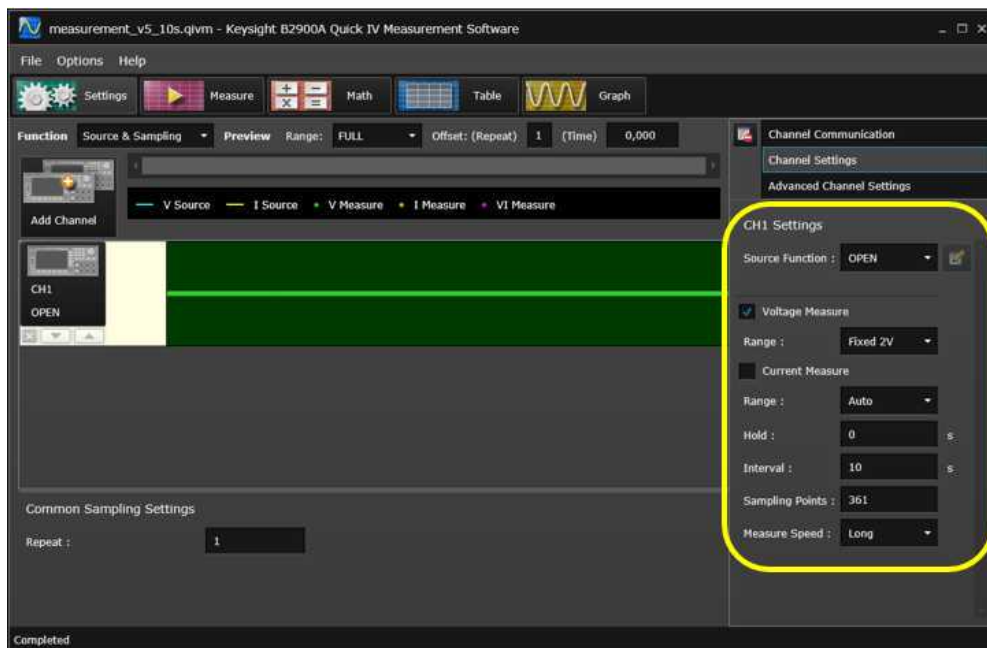 measurement_v5_10s.qivm - Keysight B2900A Quick IV Measurement Software
File Options Help
Settings Measure Math Table Graph
Function Source & Sampling Preview Range: FULL Offset: (Repeat) 1 (Time) 0,000
Add Channel
V Source I Source V Measure I Measure VI Measure
CH1
OPEN
Common Sampling Settings
Repeat : 1
Channel Communication
Channel Settings
Advanced Channel Settings
CH1 Settings
Source Function : OPEN
Voltage Measure
Range : Fixed 2V
Current Measure
Range : Auto
Hold : 0 s
Interval : 10 s
Sampling Points : 361
Measure Speed : Long
Completed